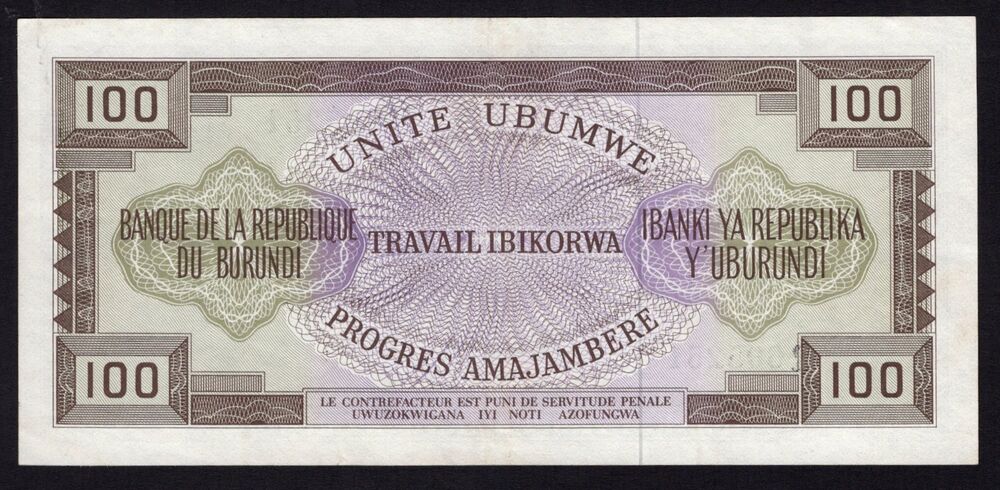 100
100
UNITE UBUMWE
BANQUE DE LA REPUBLIQUE
DU BURUNDI
TRAVAIL IBIKORWA
IBANKI YA REPUBLIKA
Y'UBURUNDI
PROGRES AMAJAMBERE
100
100
LE CONTREFACTEUR EST PUNI DE SERVITUDE PENALE
UWUZOKWIGANA IYI NOTI AZOFUNGWA